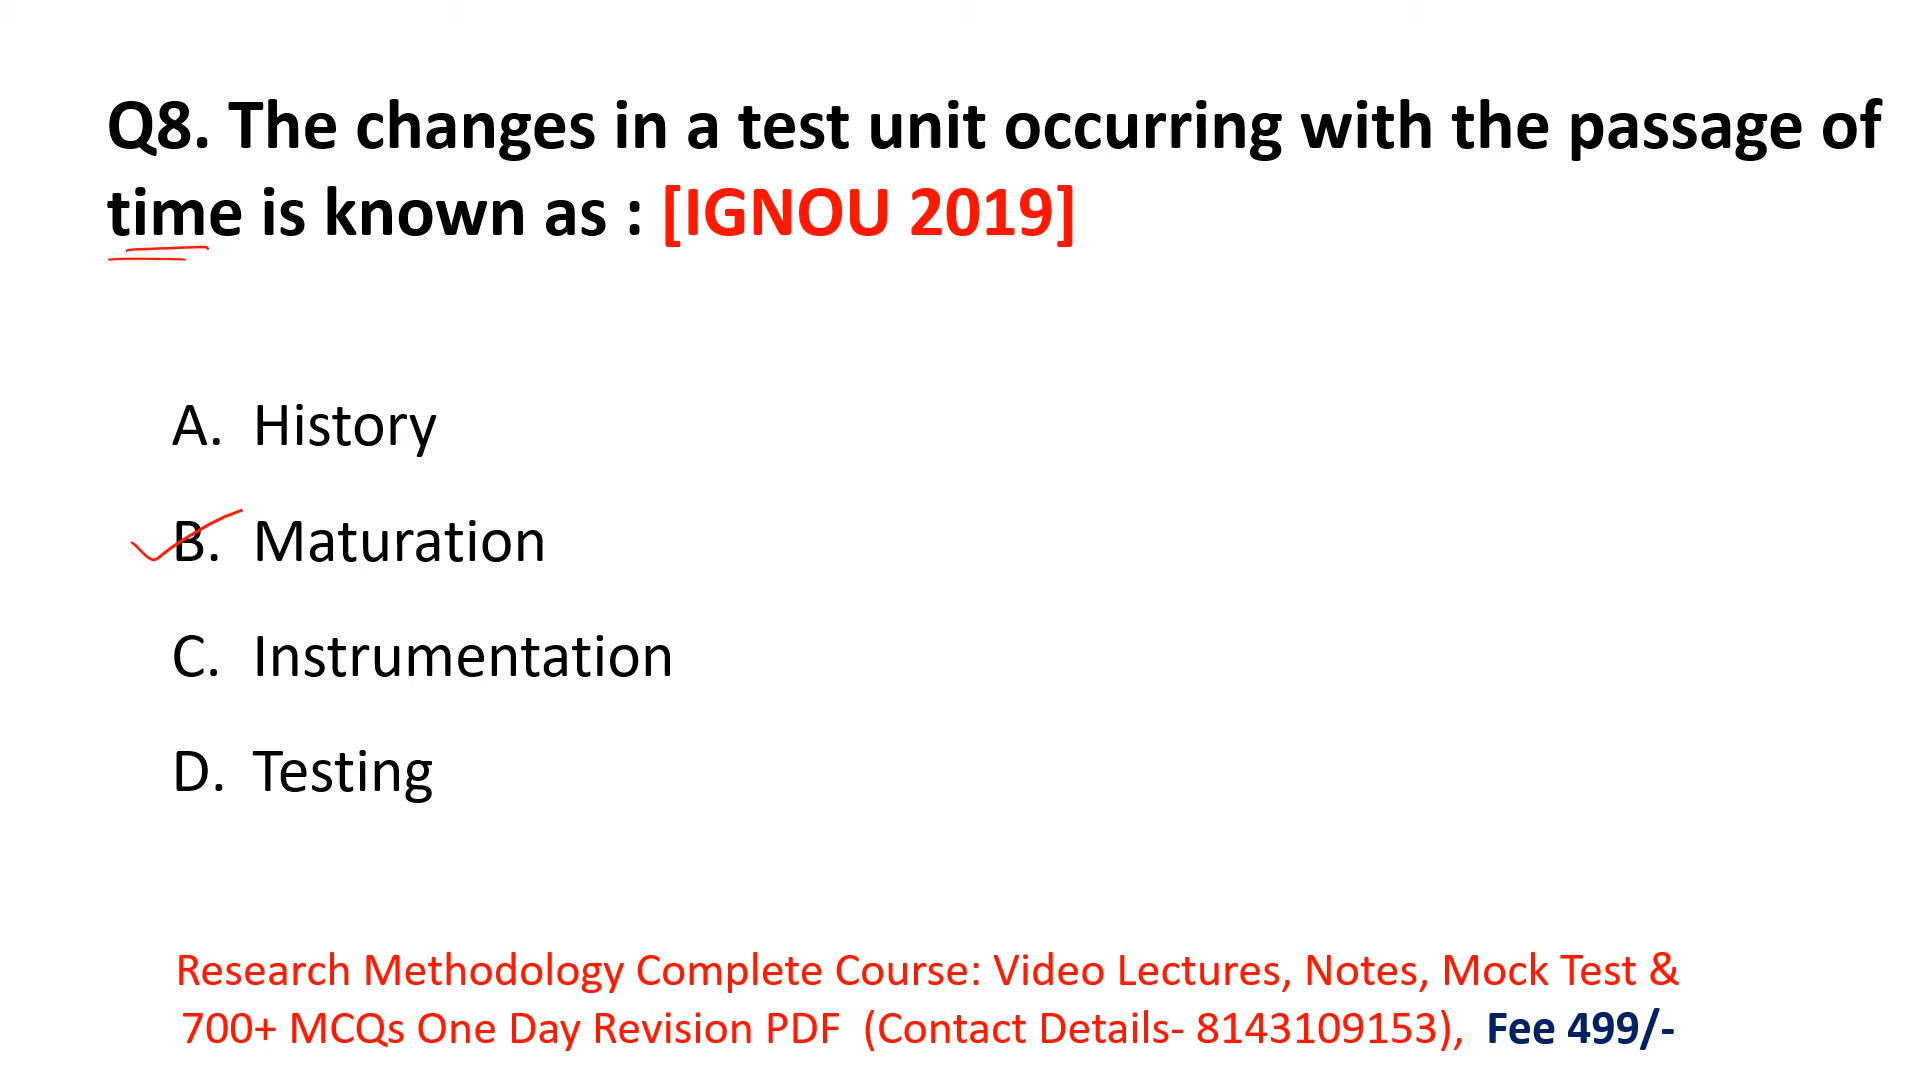 Q8. The changes in a test unit occurring with the passage of
time is known as : [IGNOU 2019]
A. History
B. Maturation
C. Instrumentation
D. Testing
Research Methodology Complete Course: Video Lectures, Notes, Mock Test &
700+ MCQs One Day Revision PDF (Contact Details- 8143109153), Fee 499/-